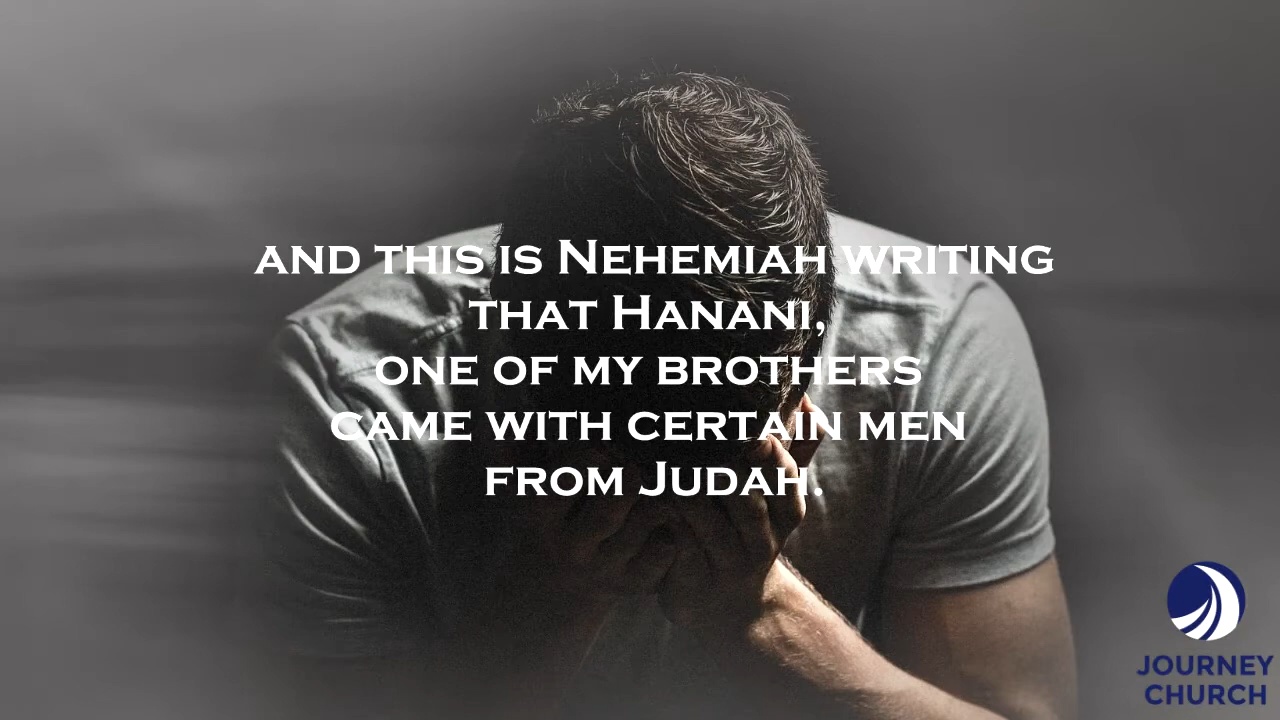 AND THIS IS NEHEMIAH WRITING
THAT HANANI,
ONE OF MY BROTHERS
CAME WITH CERTAIN MEN
FROM JUDAH.
JOURNEY
CHURCH